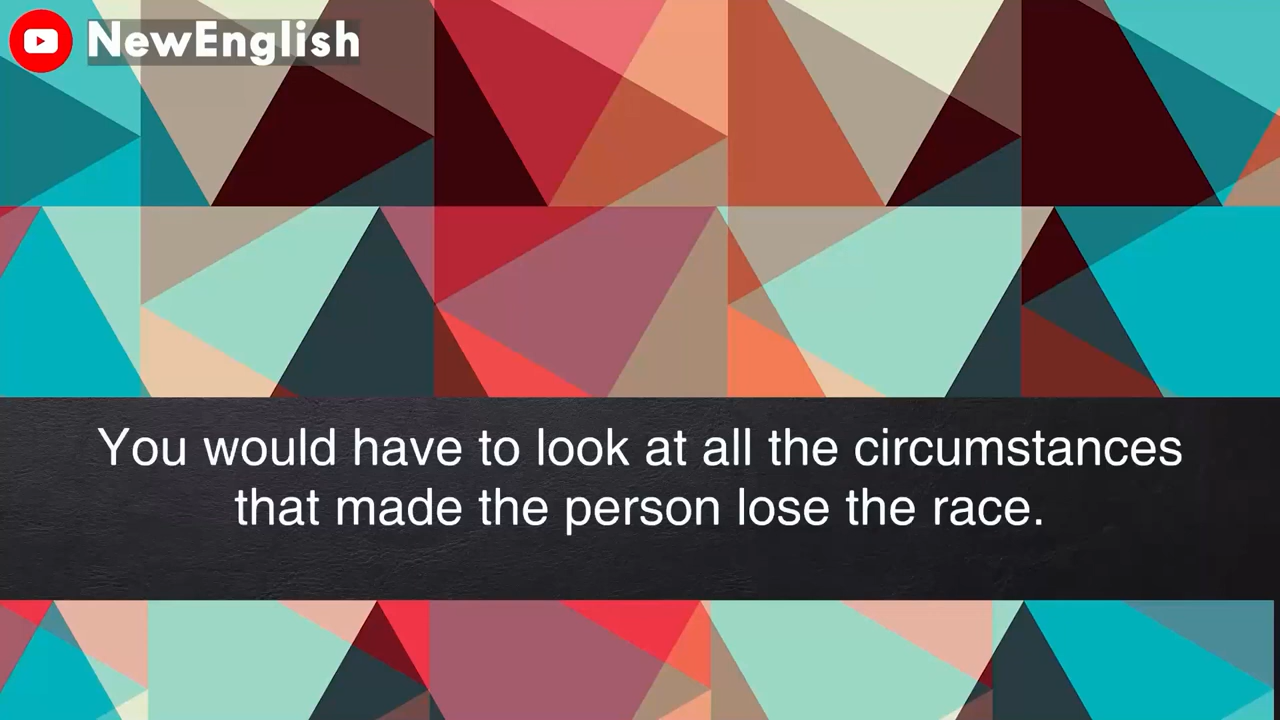 NewEnglish
You would have to look at all the circumstances
that made the person lose the race.